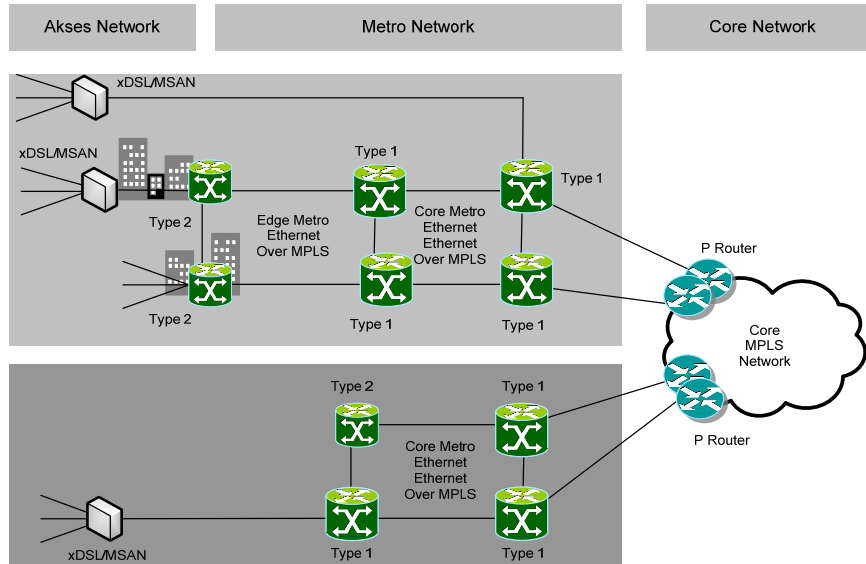 Akses Network
Metro Network
Core Network
xDSL/MSAN
xDSL/MSAN
Type 1
Type 1
Type 2
Edge Metro
Ethernet
Over MPLS
Core Metro
Ethernet
Ethernet
Over MPLS
P Router
Type 2
Type 1
Type 1
Core
MPLS
Network
Type 2
Type 1
P Router
Core Metro
Ethernet
Ethernet
Over MPLS
xDSL/MSAN
Type 1
Type 1